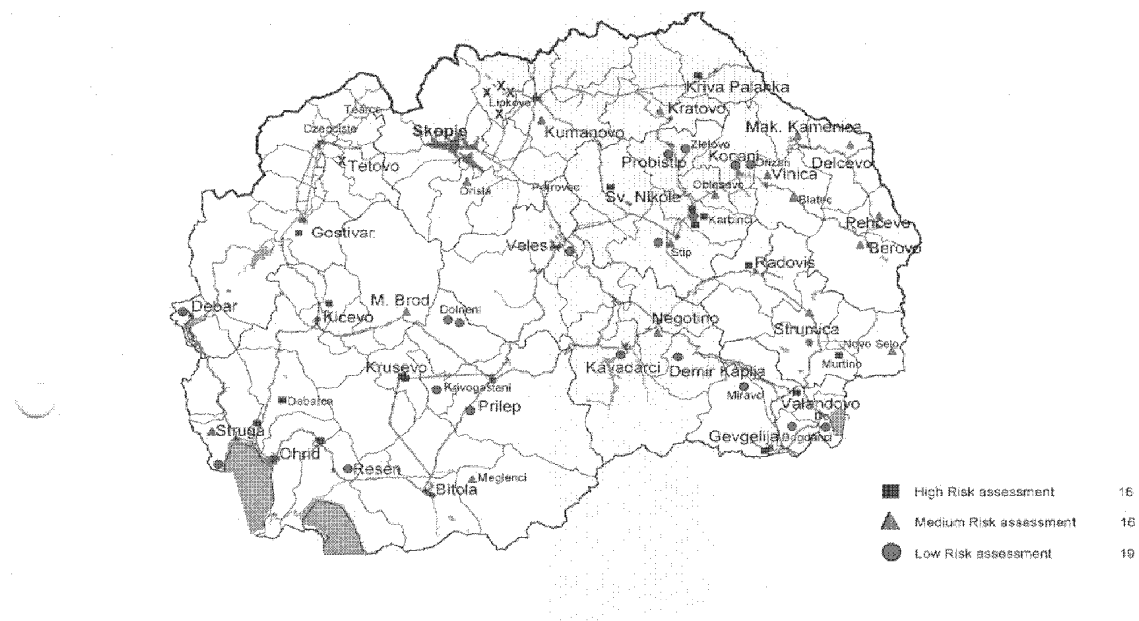 Kriva Palanka
Tearce
Lipkovo
Kratovo
Dzepciste
Skopje
Kumanovo
Mak. Kamenica
Zletovo
Tetovo
Probistip
Kocani
Orizari
Delcevo
Vinica
Orisia
Petrovec
Sv. Nikole
Oblesevo
Blatec
Karbinci
Pehcevo
Gostivar
Veles
Stip
Berovo
Radovis
Debar
M. Brod
Kicevo
Dolneni
Negotino
Strumica
Novo Selo
Krusevo
Kavadarci
Demir Kapija
Murtino
Krivogasteni
Miravci
Debarca
Prilep
Valandovo
Struga
Gevgelija
Bogdanci
Ohrid
Resen
Meglenci
Bitola
High Risk assessment 16
Medium Risk assessment 16
Low Risk assessment 19